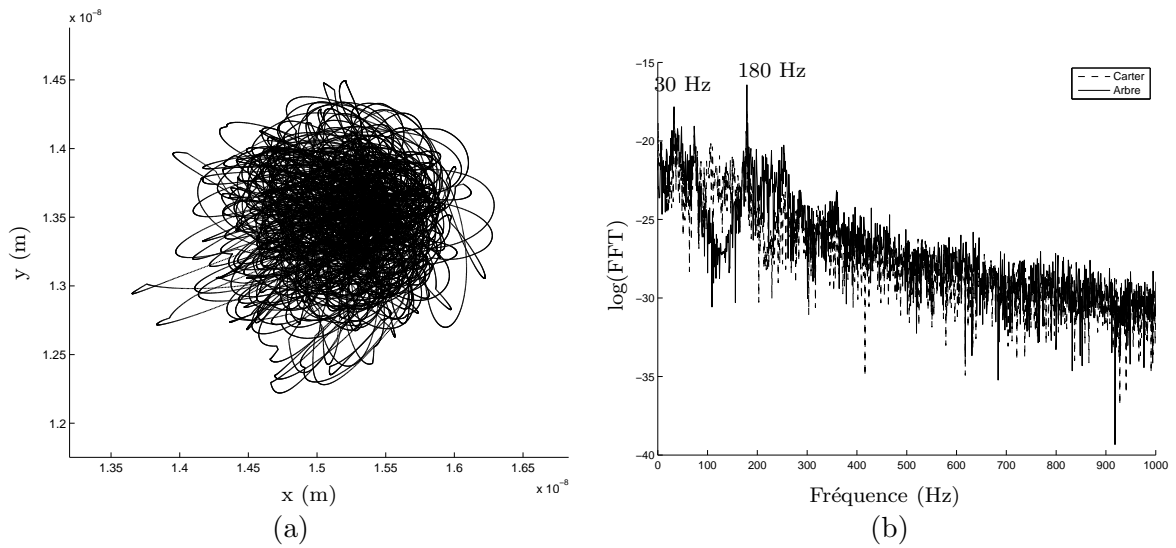 x 10⁻⁸
1.45
1.4
1.35
1.3
1.25
1.2
y (m)
1.35
1.4
1.45
1.5
1.55
1.6
1.65
x 10⁻⁸
x (m)
(a)
30 Hz
180 Hz
Carter
Arbre
−15
−20
−25
−30
−35
−40
log(FFT)
0
100
200
300
400
500
600
700
800
900
1000
Fréquence (Hz)
(b)